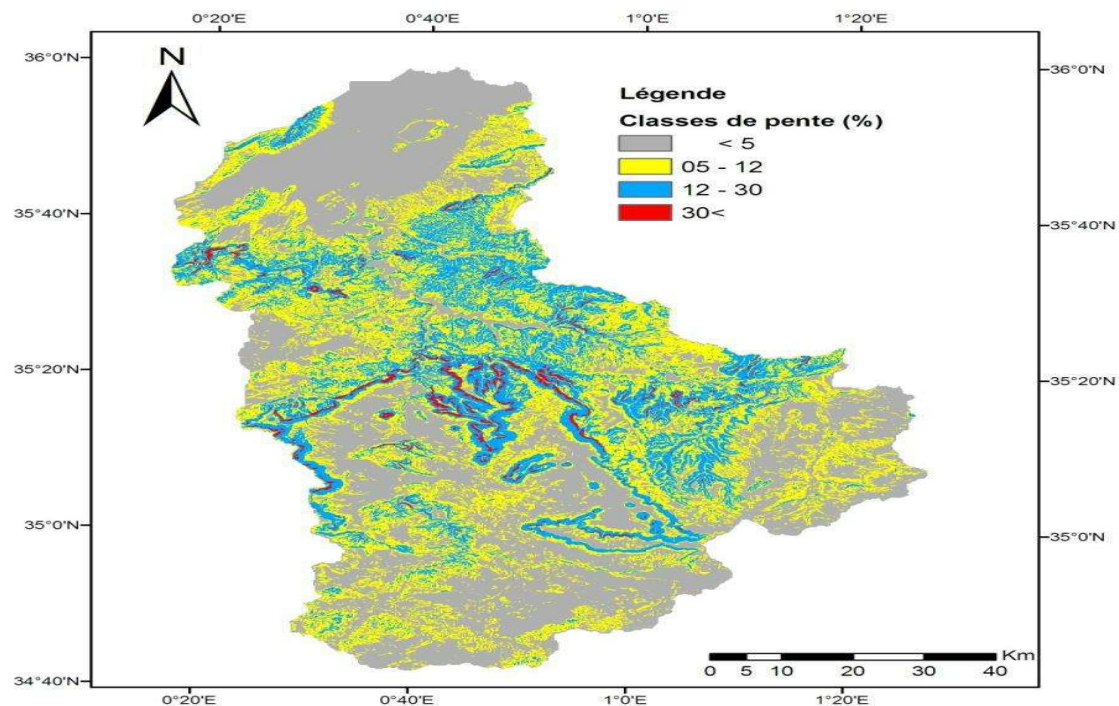 0°20'E 0°40'E 1°0'E 1°20'E
36°0'N
36°0'N
N
Légende
Classes de pente (%)
< 5
05 - 12
12 - 30
30<
35°40'N
35°40'N
35°20'N
35°20'N
35°0'N
35°0'N
Km
0 5 10 20 30 40
34°40'N
0°20'E 0°40'E 1°0'E 1°20'E